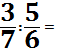 3/7 : 5/6 =